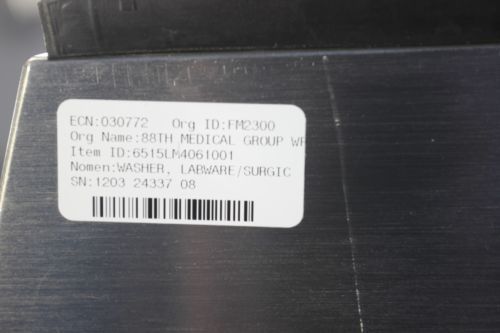 ECN:030772 Org ID:FM2300
Org Name:88TH MEDICAL GROUP WP
Item ID:6515LM4061001
Nomen:WASHER, LABWARE/SURGIC
SN:1203 24337 08